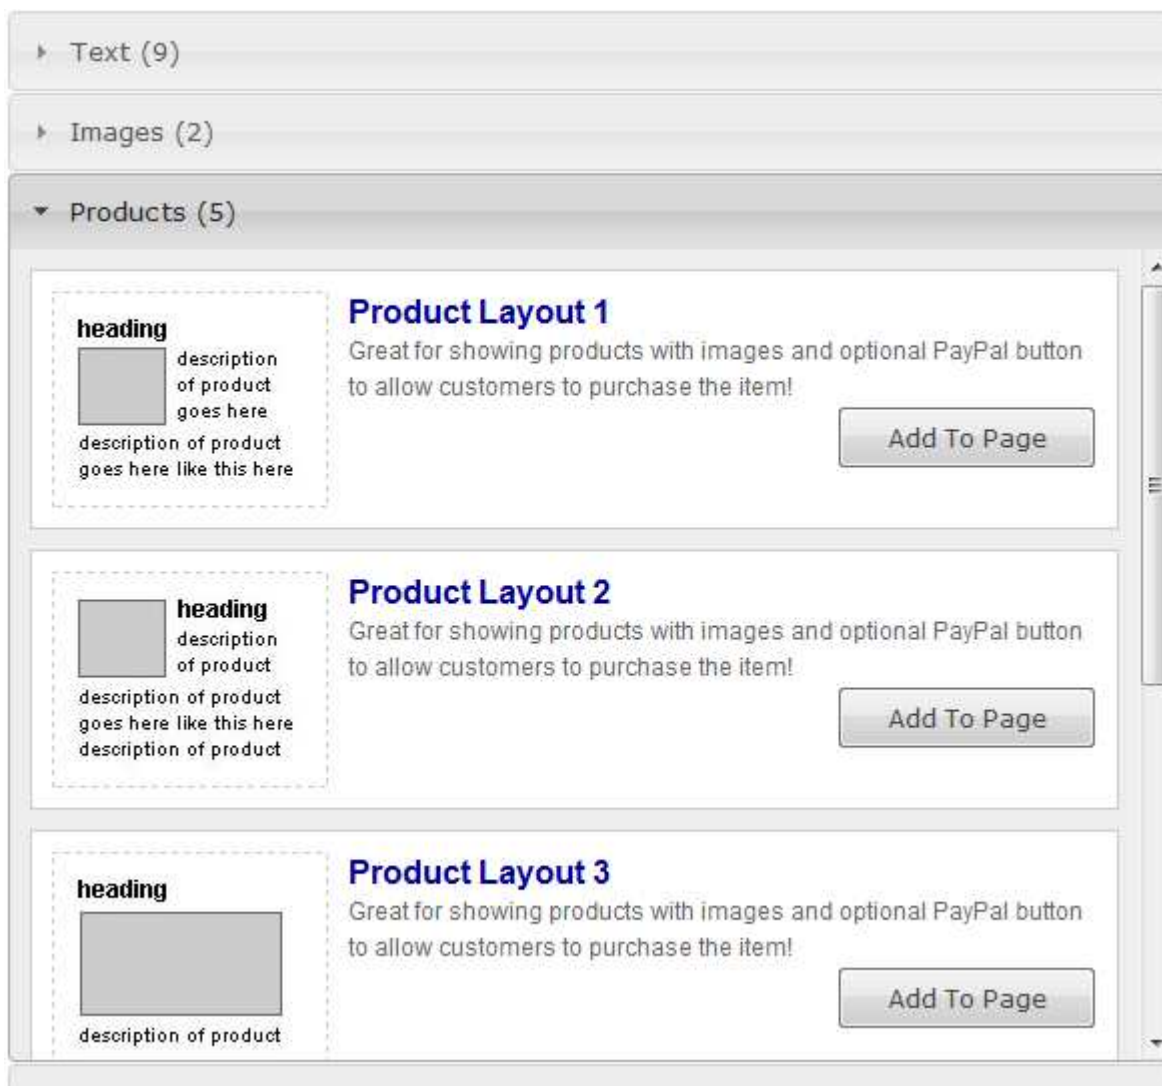 Text (9)
Images (2)
Products (5)
heading
description
of product
goes here
description of product
goes here like this here
Product Layout 1
Great for showing products with images and optional PayPal button
to allow customers to purchase the item!
Add To Page
heading
description
of product
description of product
goes here like this here
description of product
Product Layout 2
Great for showing products with images and optional PayPal button
to allow customers to purchase the item!
Add To Page
heading
description of product
Product Layout 3
Great for showing products with images and optional PayPal button
to allow customers to purchase the item!
Add To Page